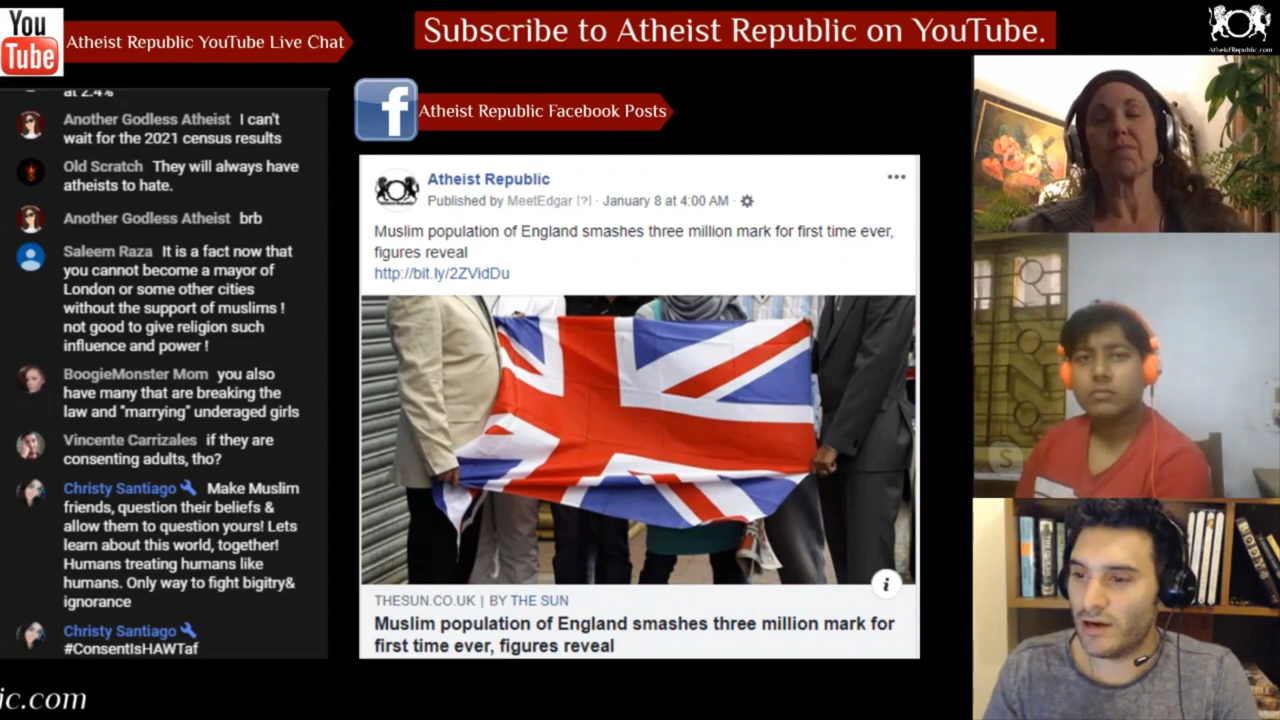 You
Tube
Atheist Republic YouTube Live Chat
Subscribe to Atheist Republic on YouTube.
AtheistRepublic.com
at 2.4%
Another Godless Atheist I can't
wait for the 2021 census results
Old Scratch They will always have
atheists to hate.
Another Godless Atheist brb
Saleem Raza It is a fact now that
you cannot become a mayor of
London or some other cities
without the support of muslims !
not good to give religion such
influence and power !
BoogieMonster Mom you also
have many that are breaking the
law and "marrying" underaged girls
Vincente Carrizales if they are
consenting adults, tho?
Christy Santiago Make Muslim
friends, question their beliefs &
allow them to question yours! Lets
learn about this world, together!
Humans treating humans like
humans. Only way to fight bigitry&
ignorance
Christy Santiago
#ConsentIsHAWTaf
f
Atheist Republic Facebook Posts
Atheist Republic
Published by MeetEdgar [?] · January 8 at 4:00 AM ·
Muslim population of England smashes three million mark for first time ever,
figures reveal
http://bit.ly/2ZVidDu
i
THESUN.CO.UK | BY THE SUN
Muslim population of England smashes three million mark for
first time ever, figures reveal
S
ic.com